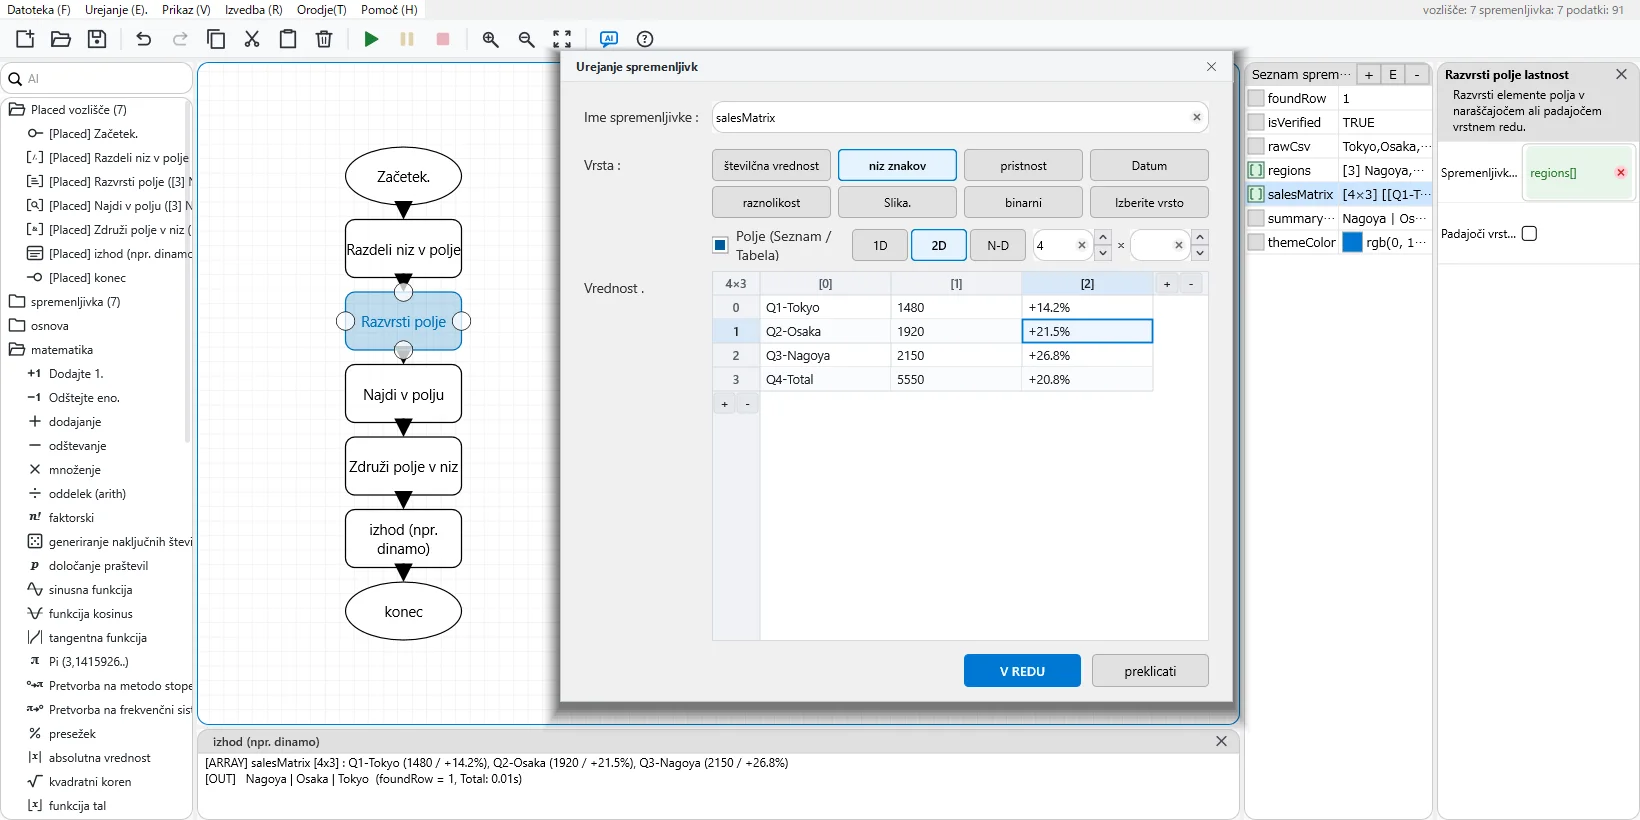 Datoteka (F) Urejanje (E). Prikaz (V) Izvedba (R) Orodje(T) Pomoč (H)
vozlišče: 7 spremenljivka: 7 podatki: 91
AI
AI
Placed vozlišče (7)
[Placed] Začetek.
[Placed] Razdeli niz v polje
[Placed] Razvrsti polje ([3] N
[Placed] Najdi v polju ([3] N
[Placed] Združi polje v niz (
[Placed] izhod (npr. dinamo
[Placed] konec
spremenljivka (7)
osnova
matematika
+1 Dodajte 1.
−1 Odštejte eno.
dodajanje
odštevanje
množenje
oddelek (arith)
n! faktorski
generiranje naključnih štev
p določanje praštevil
sinusna funkcija
funkcija kosinus
tangentna funkcija
π Pi (3,1415926..)
Pretvorba na metodo stope
Pretvorba na frekvenčni sis
% presežek
|x| absolutna vrednost
kvadratni koren
funkcija tal
Začetek.
Razdeli niz v polje
Razvrsti polje
Najdi v polju
Združi polje v niz
izhod (npr.
dinamo)
konec
Urejanje spremenljivk
Ime spremenljivke :
salesMatrix
Vrsta :
številčna vrednost
niz znakov
pristnost
Datum
raznolikost
Slika.
binarni
Izberite vrsto
Polje (Seznam /
Tabela)
1D
2D
N-D
4
×
Vrednost .
4×3 [0] [1] [2] + -
0 Q1-Tokyo 1480 +14.2%
1 Q2-Osaka 1920 +21.5%
2 Q3-Nagoya 2150 +26.8%
3 Q4-Total 5550 +20.8%
+ -
V REDU
preklicati
Seznam sprem··· + E -
foundRow 1
isVerified TRUE
rawCsv Tokyo,Osaka,···
regions [3] Nagoya,···
salesMatrix [4×3] [[Q1-T···
summary··· Nagoya | Os···
themeColor rgb(0, 1···
Razvrsti polje lastnost
Razvrsti elemente polja v
naraščajočem ali padajočem
vrstnem redu.
Spremenljivk... regions[]
Padajoči vrst...
izhod (npr. dinamo)
[ARRAY] salesMatrix [4x3] : Q1-Tokyo (1480 / +14.2%), Q2-Osaka (1920 / +21.5%), Q3-Nagoya (2150 / +26.8%)
[OUT] Nagoya | Osaka | Tokyo (foundRow = 1, Total: 0.01s)